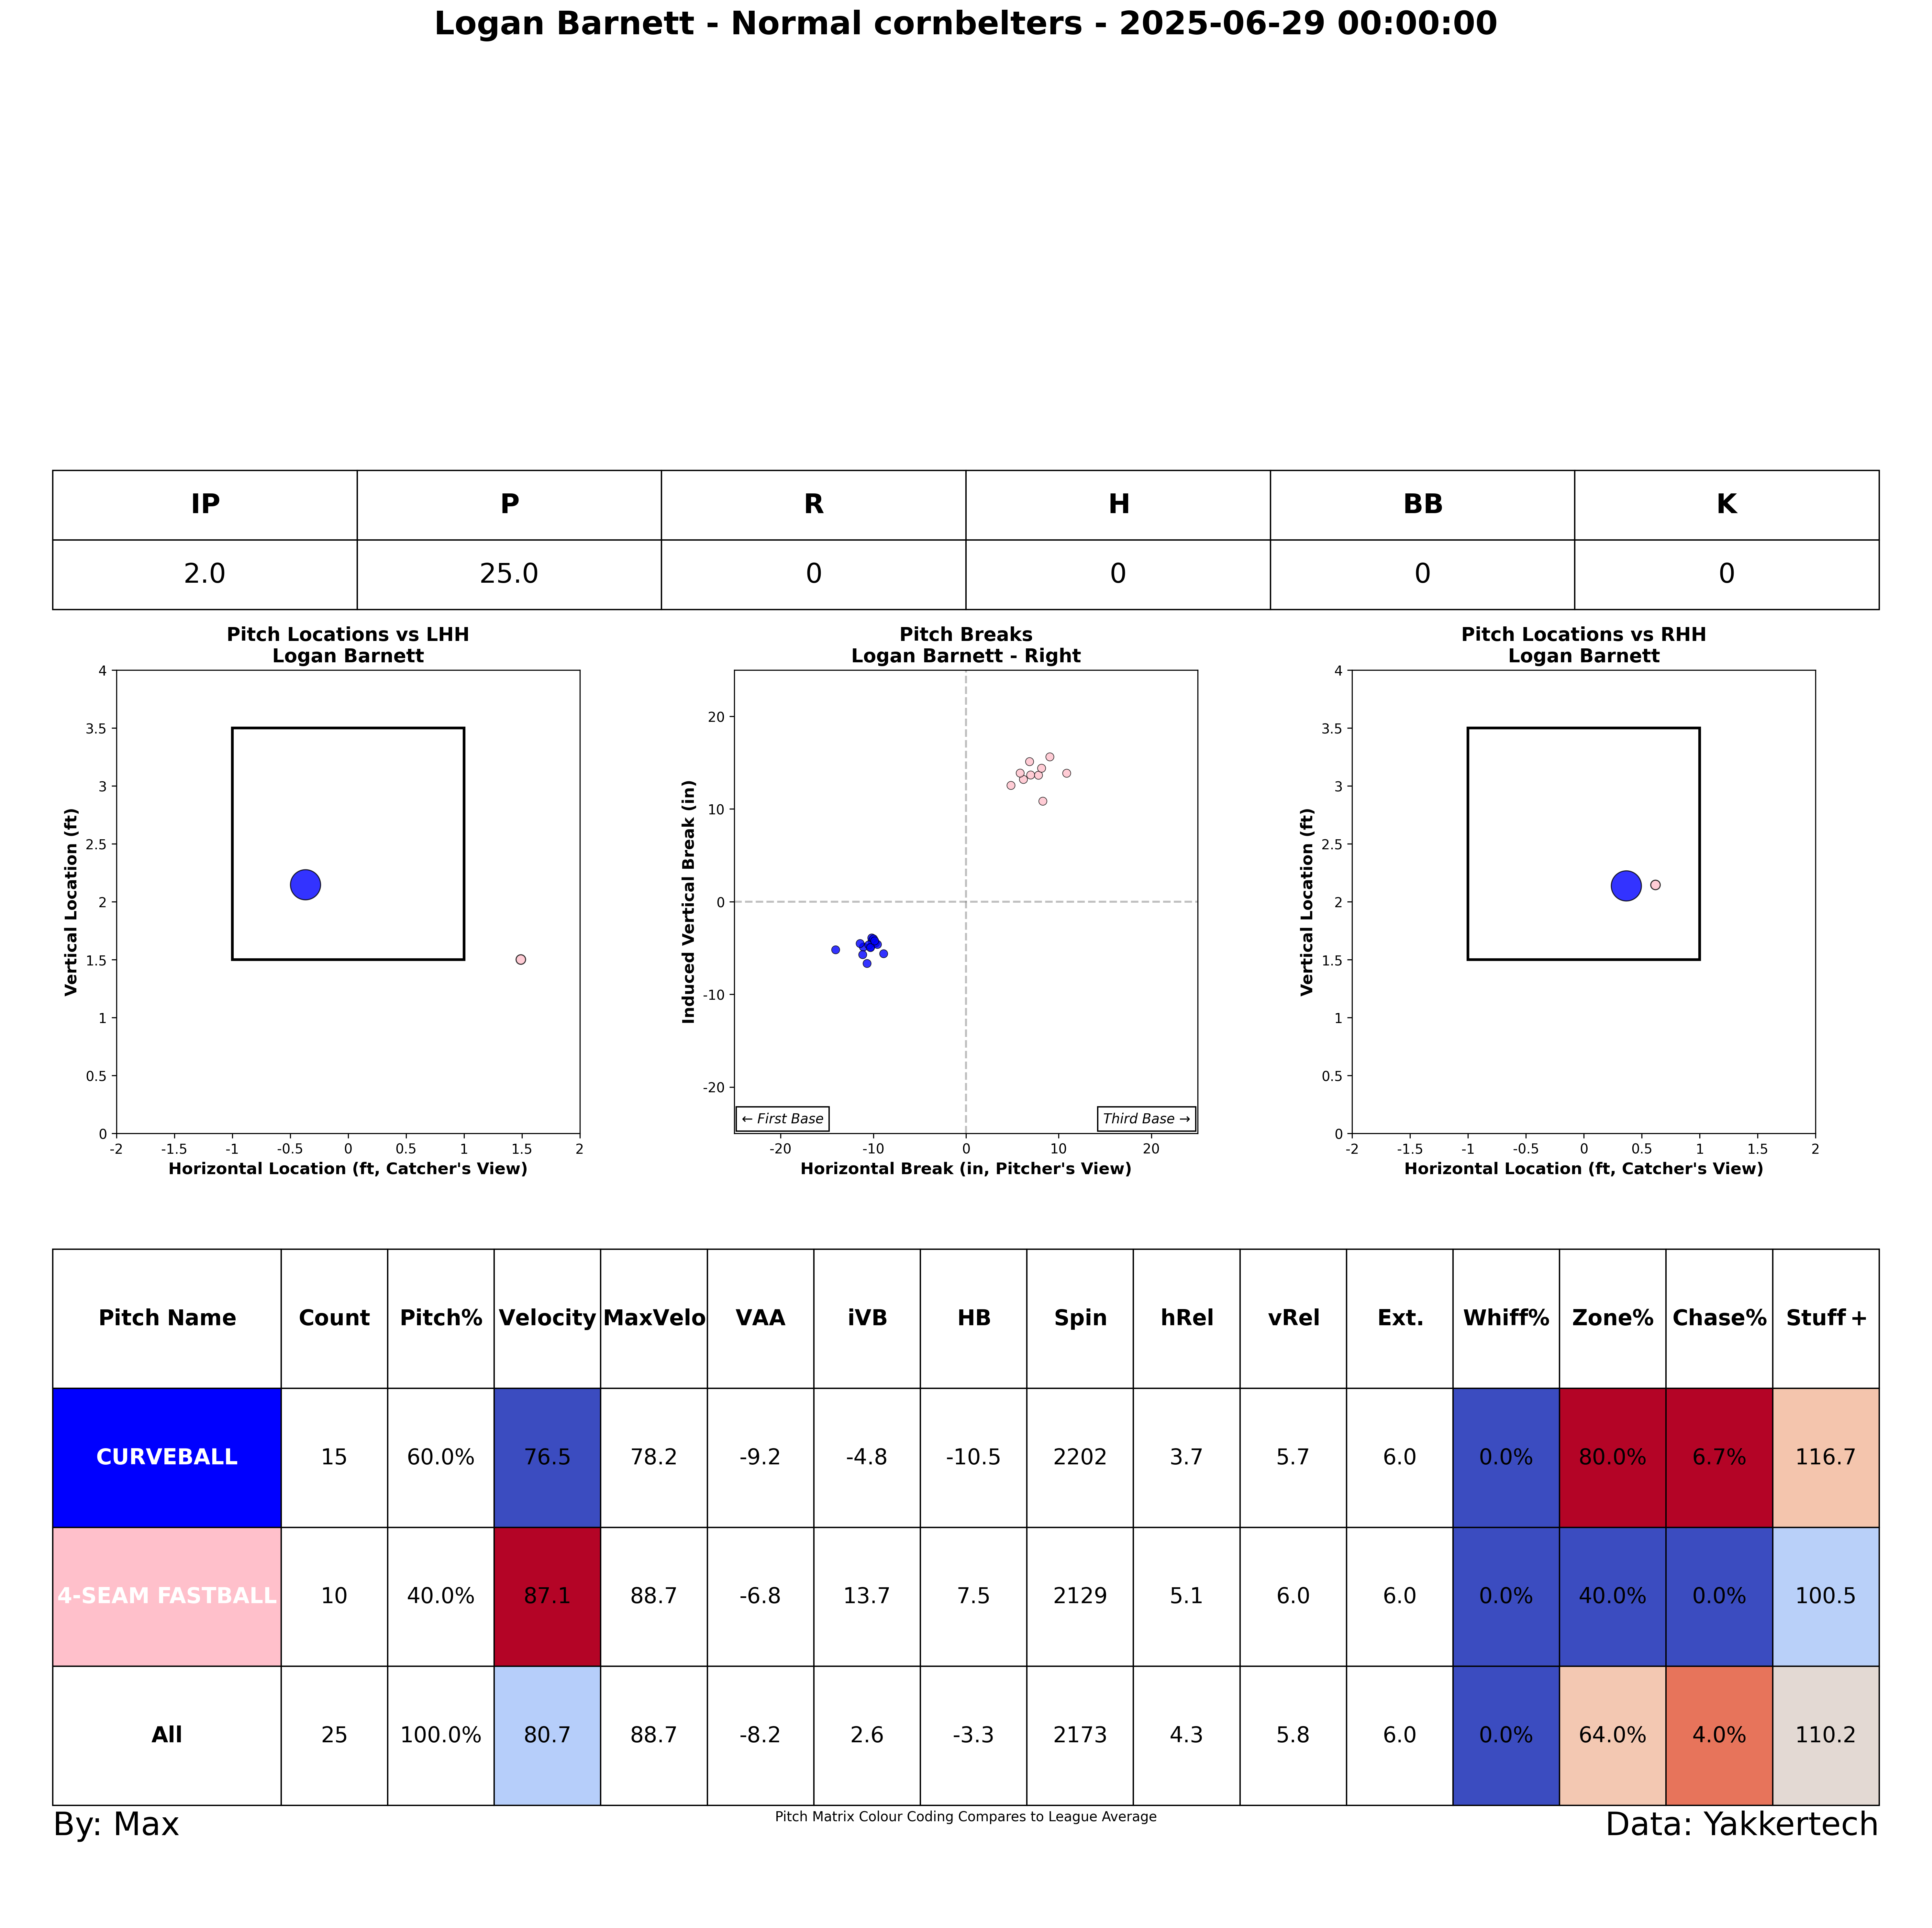 Logan Barnett - Normal cornbelters - 2025-06-29 00:00:00
IP P R H BB K
2.0 25.0 0 0 0 0
Pitch Locations vs LHH
Logan Barnett
4
3.5
3
2.5
2
1.5
1
0.5
0
Vertical Location (ft)
-2 -1.5 -1 -0.5 0 0.5 1 1.5 2
Horizontal Location (ft, Catcher's View)
Pitch Breaks
Logan Barnett - Right
20
10
0
-10
-20
Induced Vertical Break (in)
← First Base
Third Base →
-20 -10 0 10 20
Horizontal Break (in, Pitcher's View)
Pitch Locations vs RHH
Logan Barnett
4
3.5
3
2.5
2
1.5
1
0.5
0
Vertical Location (ft)
-2 -1.5 -1 -0.5 0 0.5 1 1.5 2
Horizontal Location (ft, Catcher's View)
Pitch Name Count Pitch% Velocity MaxVelo VAA iVB HB Spin hRel vRel Ext. Whiff% Zone% Chase% Stuff+
CURVEBALL 15 60.0% 76.5 78.2 -9.2 -4.8 -10.5 2202 3.7 5.7 6.0 0.0% 80.0% 6.7% 116.7
4-SEAM FASTBALL 10 40.0% 87.1 88.7 -6.8 13.7 7.5 2129 5.1 6.0 6.0 0.0% 40.0% 0.0% 100.5
All 25 100.0% 80.7 88.7 -8.2 2.6 -3.3 2173 4.3 5.8 6.0 0.0% 64.0% 4.0% 110.2
By: Max
Pitch Matrix Colour Coding Compares to League Average
Data: Yakkertech